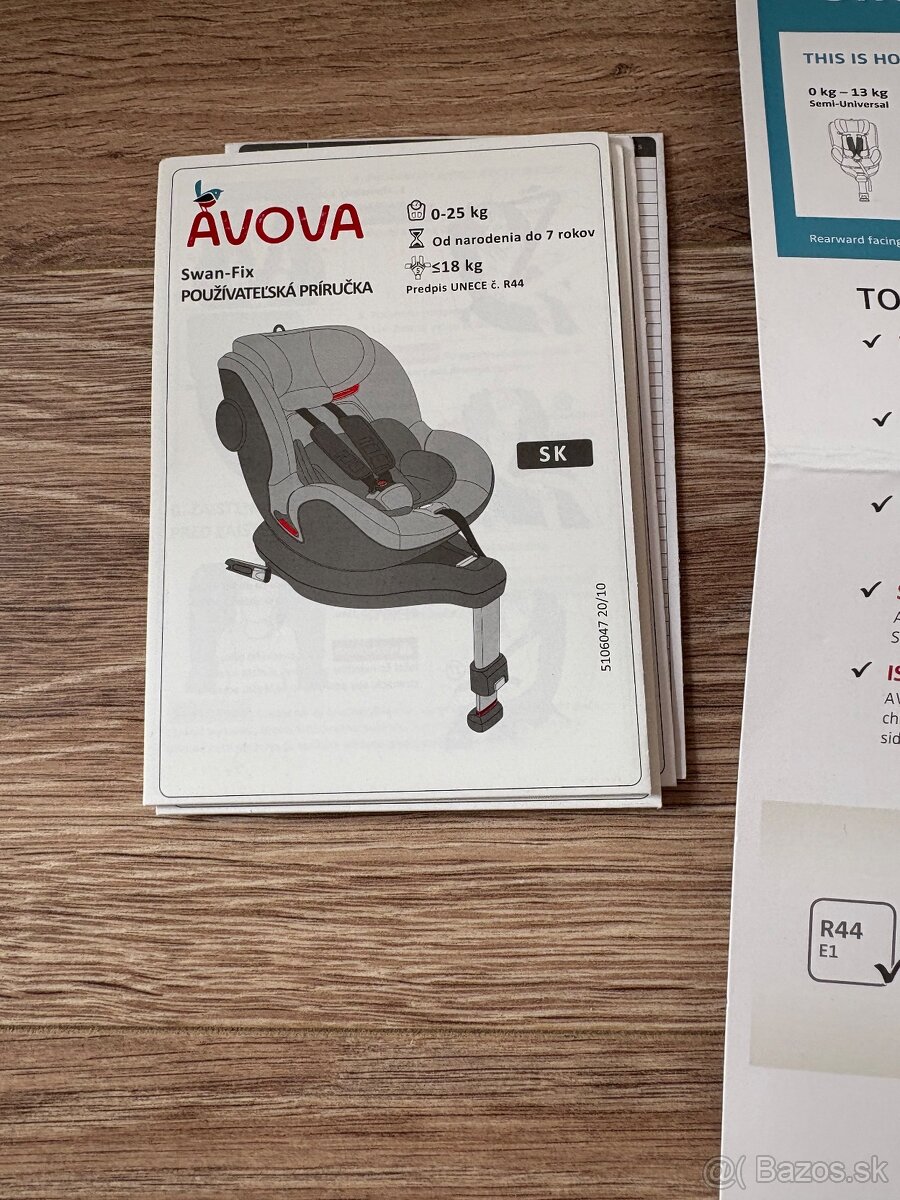 AVOVA
Swan-Fix
POUŽÍVATEĽSKÁ PRÍRUČKA
0-25 kg
Od narodenia do 7 rokov
≤18 kg
Predpis UNECE č. R44
SK
5106047 20/10
THIS IS HO
0 kg – 13 kg
Semi-Universal
Rearward facing
TO
IS
AV
ch
sid
R44
E1
@( Bazos.sk